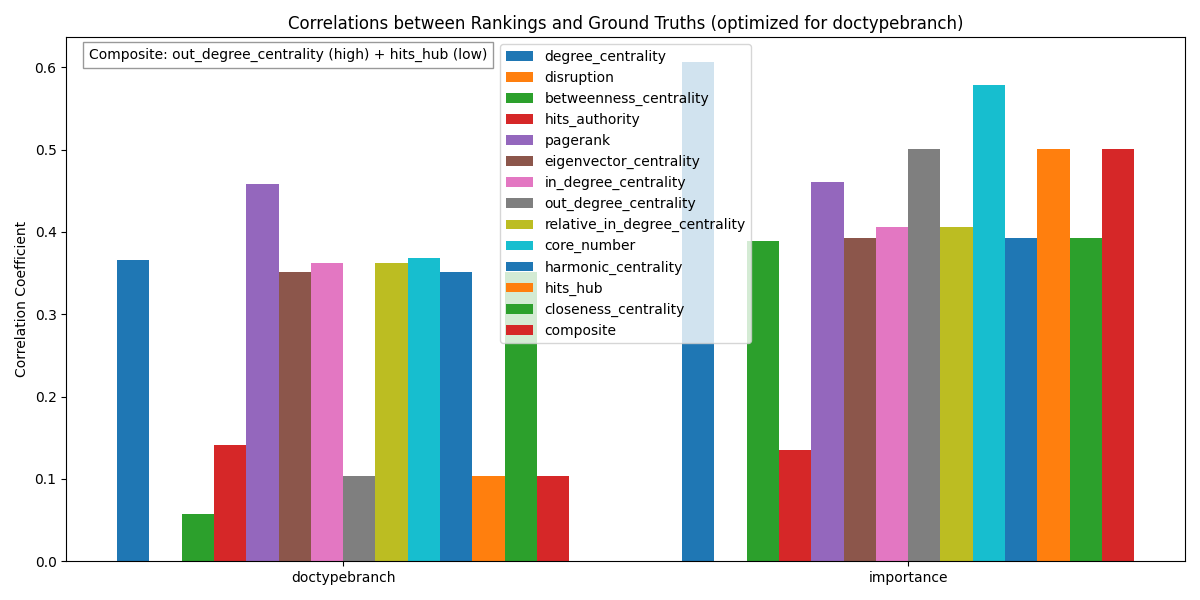 Correlations between Rankings and Ground Truths (optimized for doctypebranch)
Composite: out_degree_centrality (high) + hits_hub (low)
degree_centrality
disruption
betweenness_centrality
hits_authority
pagerank
eigenvector_centrality
in_degree_centrality
out_degree_centrality
relative_in_degree_centrality
core_number
harmonic_centrality
hits_hub
closeness_centrality
composite
Correlation Coefficient
0.6
0.5
0.4
0.3
0.2
0.1
0.0
doctypebranch
importance